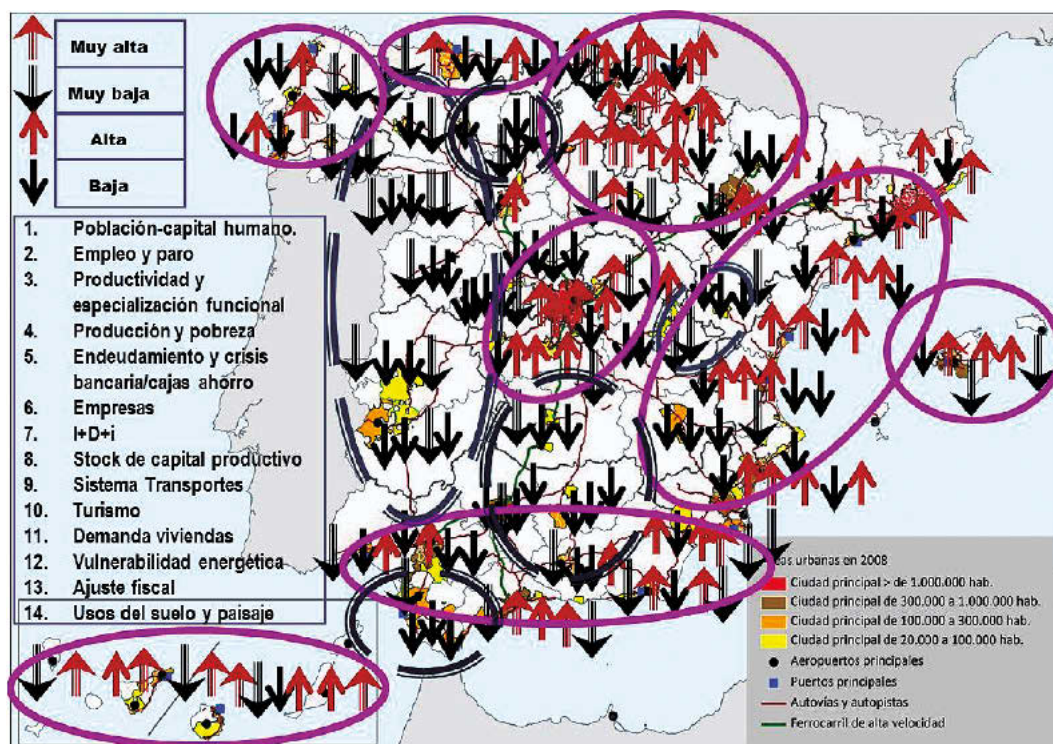 Muy alta
Muy baja
Alta
Baja
1. Población-capital humano.
2. Empleo y paro
3. Productividad y
especialización funcional
4. Producción y pobreza
5. Endeudamiento y crisis
bancaria/cajas ahorro
6. Empresas
7. I+D+i
8. Stock de capital productivo
9. Sistema Transportes
10. Turismo
11. Demanda viviendas
12. Vulnerabilidad energética
13. Ajuste fiscal
14. Usos del suelo y paisaje
eas urbanas en 2008
Ciudad principal > de 1.000.000 hab.
Ciudad principal de 300.000 a 1.000.000 hab.
Ciudad principal de 100.000 a 300.000 hab.
Ciudad principal de 20.000 a 100.000 hab.
Aeropuertos principales
Puertos principales
Autovías y autopistas
Ferrocarril de alta velocidad